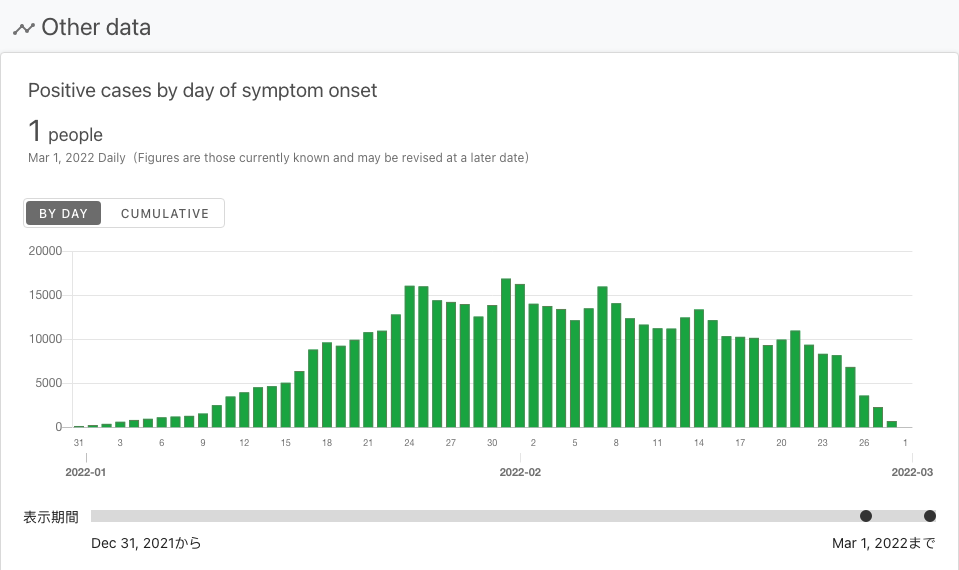 Other data
Positive cases by day of symptom onset
1 people
Mar 1, 2022 Daily（Figures are those currently known and may be revised at a later date）
BY DAY CUMULATIVE
20000
15000
10000
5000
0
31 3 6 9 12 15 18 21 24 27 30 2 5 8 11 14 17 20 23 26 1
2022-01 2022-02 2022-03
表示期間
Dec 31, 2021から Mar 1, 2022まで